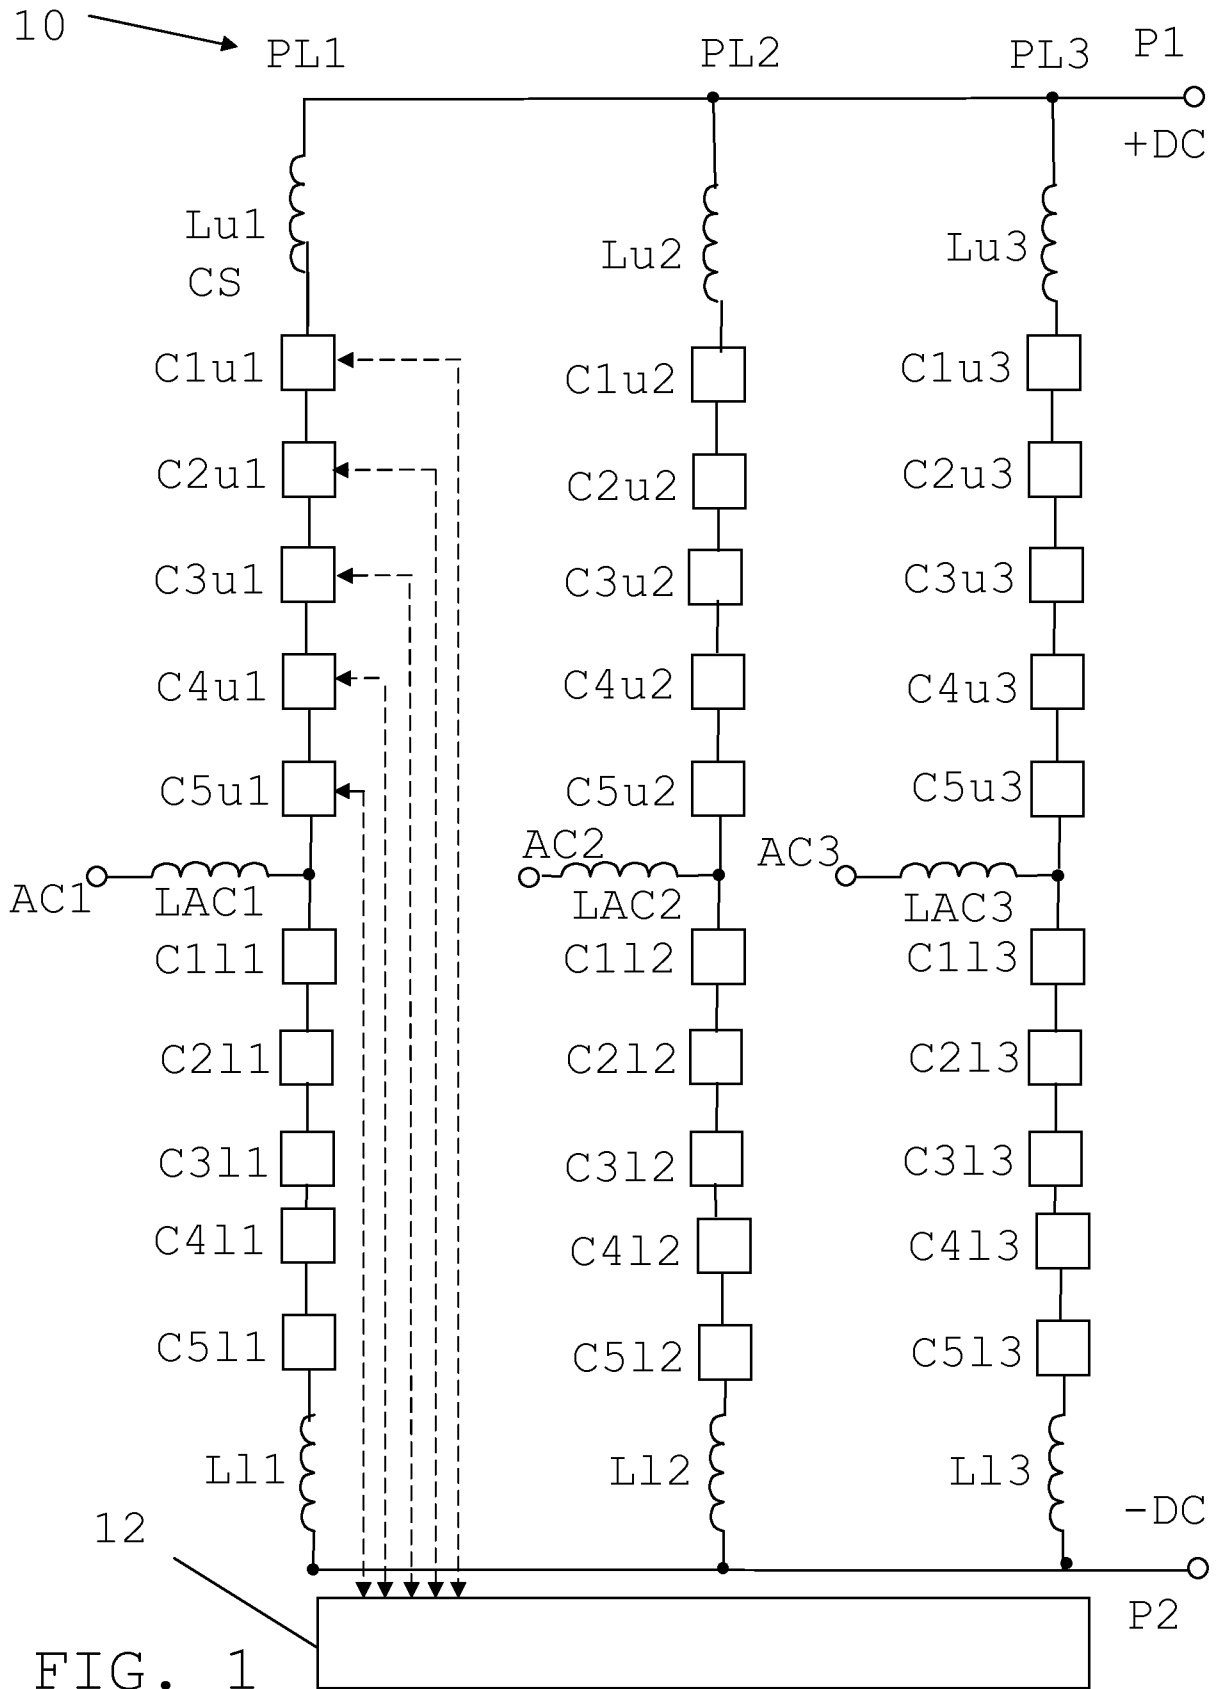 10
PL1 PL2 PL3 P1
+DC
Lu1 Lu2 Lu3
CS
C1u1 C1u2 C1u3
C2u1 C2u2 C2u3
C3u1 C3u2 C3u3
C4u1 C4u2 C4u3
C5u1 C5u2 C5u3
AC1 AC2 AC3
LAC1 LAC2 LAC3
C1l1 C1l2 C1l3
C2l1 C2l2 C2l3
C3l1 C3l2 C3l3
C4l1 C4l2 C4l3
C5l1 C5l2 C5l3
Ll1 Ll2 Ll3
-DC
12
P2
FIG. 1